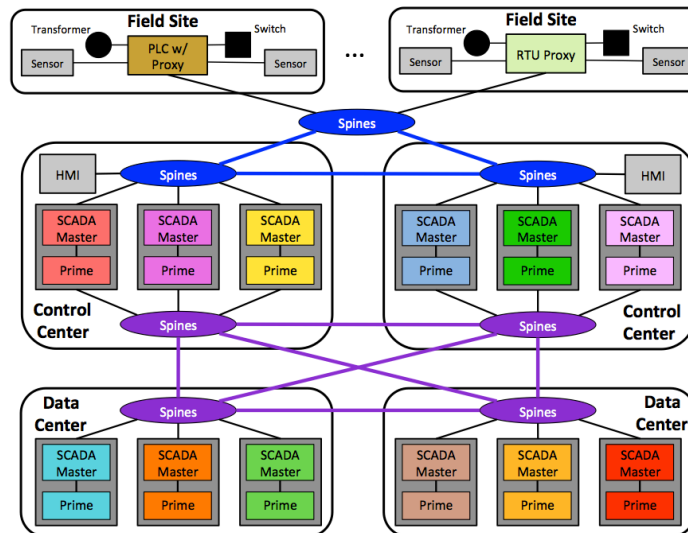 Field Site
Transformer
Switch
PLC w/
Proxy
Sensor
Sensor
...
Field Site
Transformer
Switch
RTU Proxy
Sensor
Sensor
Spines
HMI
Spines
SCADA
Master
Prime
SCADA
Master
Prime
SCADA
Master
Prime
Control
Center
Spines
Spines
HMI
SCADA
Master
Prime
SCADA
Master
Prime
SCADA
Master
Prime
Spines
Control
Center
Data
Center
Spines
SCADA
Master
Prime
SCADA
Master
Prime
SCADA
Master
Prime
Spines
Data
Center
SCADA
Master
Prime
SCADA
Master
Prime
SCADA
Master
Prime